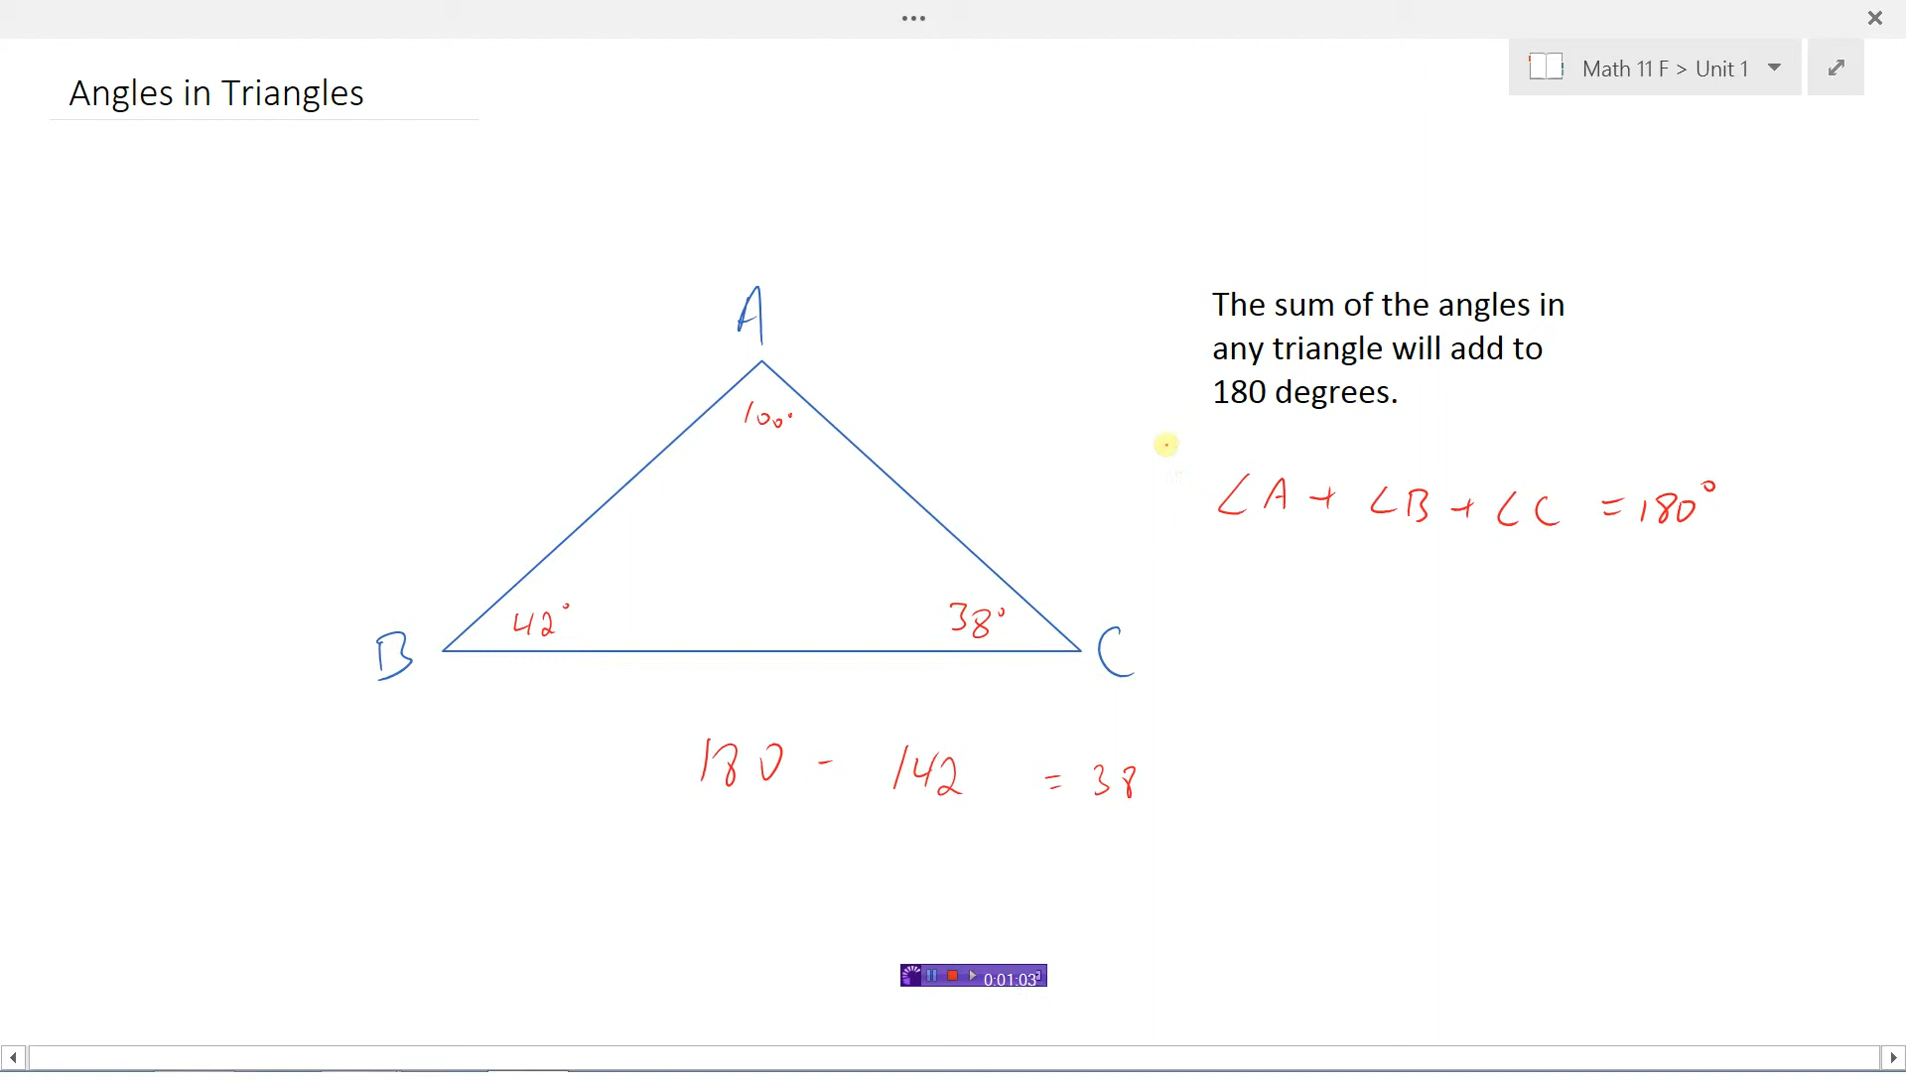 ...
Math 11 F > Unit 1
Angles in Triangles
A
The sum of the angles in
any triangle will add to
180 degrees.
100°
∠A + ∠B + ∠C = 180°
42°
38°
B
C
180 - 142 = 38
0:01:03